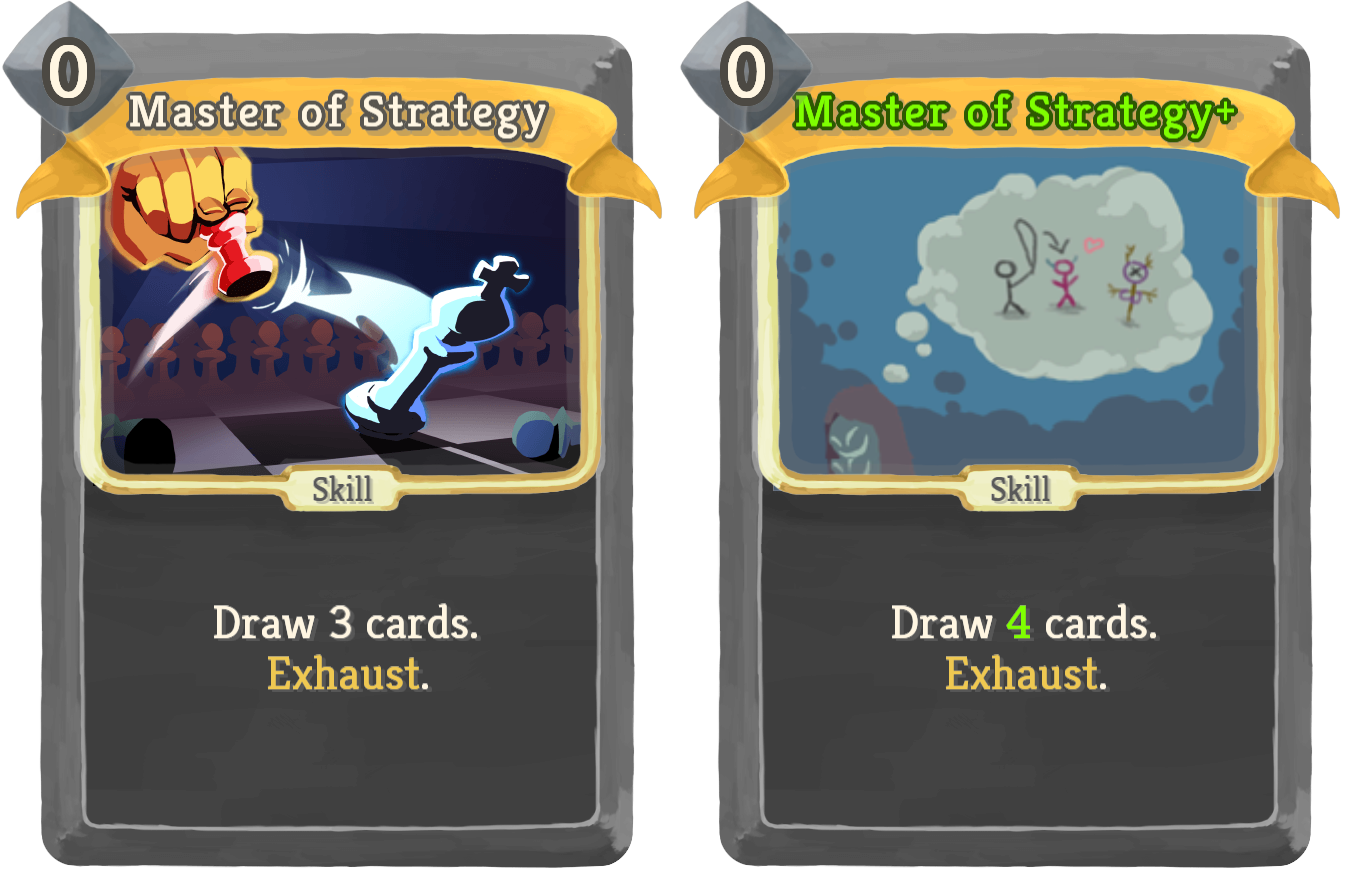 0
Master of Strategy
Skill
Draw 3 cards.
Exhaust.
0
Master of Strategy+
Skill
Draw 4 cards.
Exhaust.